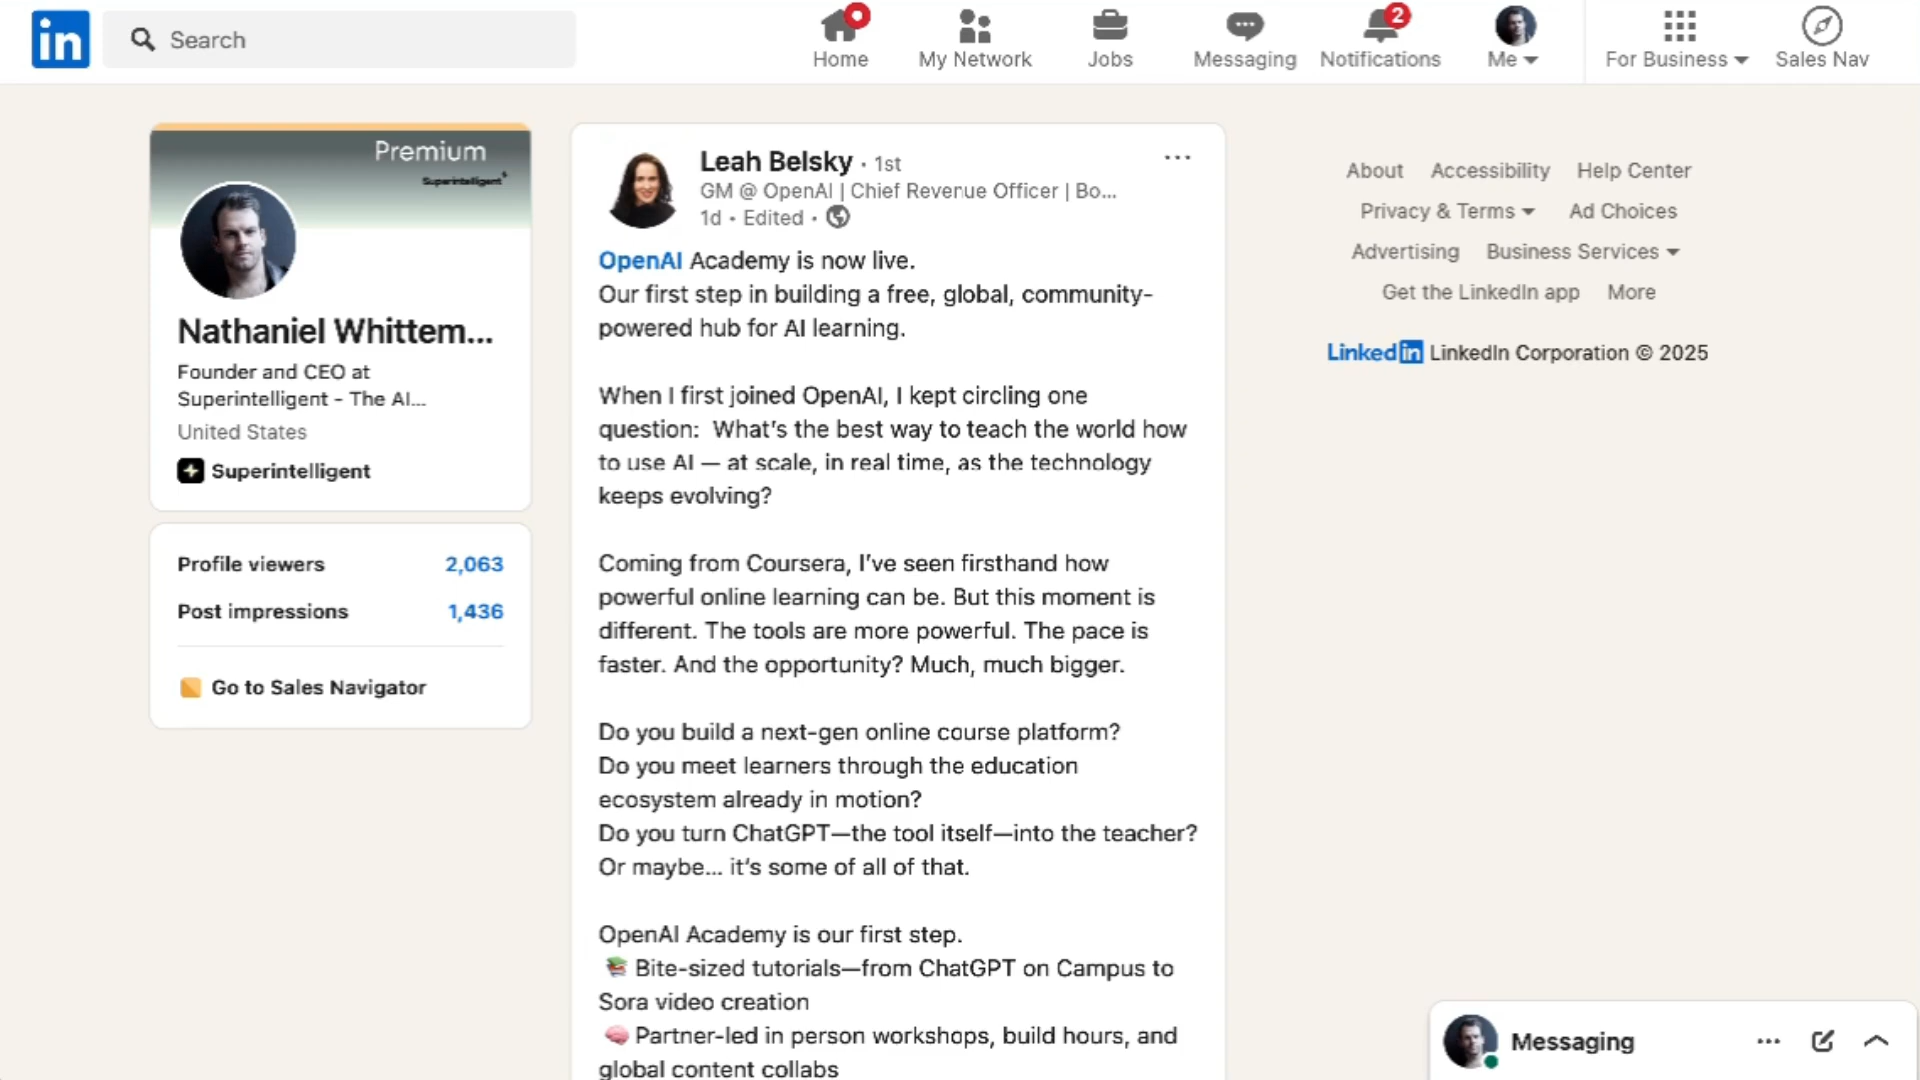 in
Search
Home
My Network
Jobs
Messaging
2
Notifications
Me
For Business
Sales Nav
Premium
Superintelligent
Nathaniel Whittem...
Founder and CEO at
Superintelligent - The AI...
United States
Superintelligent
Profile viewers 2,063
Post impressions 1,436
Go to Sales Navigator
Leah Belsky · 1st
GM @ OpenAI | Chief Revenue Officer | Bo...
1d • Edited •
OpenAI Academy is now live.
Our first step in building a free, global, community-
powered hub for AI learning.
When I first joined OpenAI, I kept circling one
question:  What's the best way to teach the world how
to use AI — at scale, in real time, as the technology
keeps evolving?
Coming from Coursera, I've seen firsthand how
powerful online learning can be. But this moment is
different. The tools are more powerful. The pace is
faster. And the opportunity? Much, much bigger.
Do you build a next-gen online course platform?
Do you meet learners through the education
ecosystem already in motion?
Do you turn ChatGPT—the tool itself—into the teacher?
Or maybe... it's some of all of that.
OpenAI Academy is our first step.
📚 Bite-sized tutorials—from ChatGPT on Campus to
Sora video creation
🧠 Partner-led in person workshops, build hours, and
global content collabs
About Accessibility Help Center
Privacy & Terms Ad Choices
Advertising Business Services
Get the LinkedIn app More
Linkedin LinkedIn Corporation © 2025
Messaging